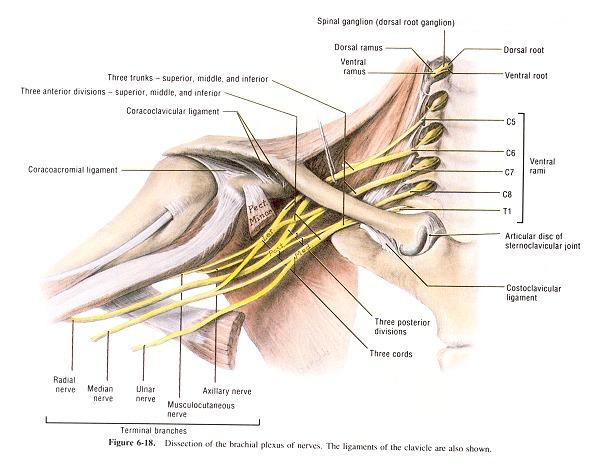 Spinal ganglion (dorsal root ganglion)
Dorsal ramus
Dorsal root
Ventral
ramus
Ventral root
Three trunks – superior, middle, and inferior
Three anterior divisions – superior, middle, and inferior
Coracoclavicular ligament
C5
C6
C7
C8
T1
Ventral
rami
Coracoacromial ligament
Pect
Minor
Lat
Post
Med
Articular disc of
sternoclavicular joint
Costoclavicular
ligament
Three posterior
divisions
Three cords
Radial
nerve
Median
nerve
Ulnar
nerve
Axillary nerve
Musculocutaneous
nerve
Terminal branches
Figure 6-18. Dissection of the brachial plexus of nerves. The ligaments of the clavicle are also shown.